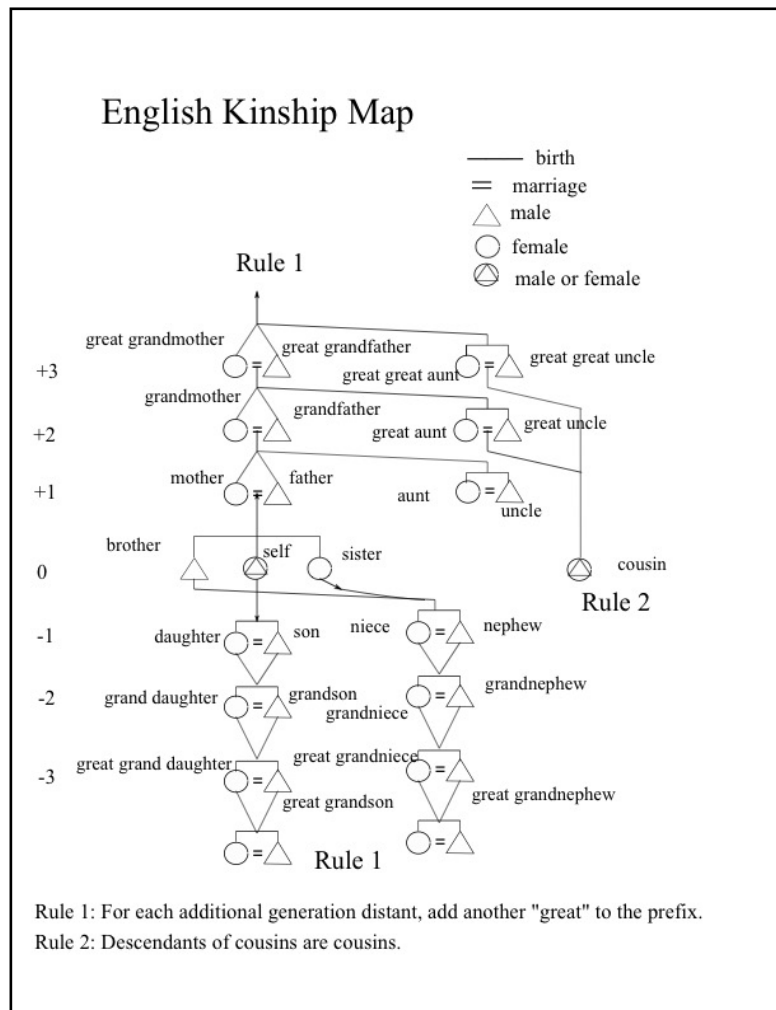 English Kinship Map
birth
= marriage
male
female
male or female
Rule 1
great grandmother
great grandfather
great great uncle
+3
great great aunt
grandmother
grandfather
great uncle
+2
great aunt
mother
father
+1
aunt
uncle
brother
self
sister
0
cousin
Rule 2
-1
daughter
son
niece
nephew
-2
grand daughter
grandson
grandniece
grandnephew
-3
great grand daughter
great grandniece
great grandson
great grandnephew
Rule 1
Rule 1: For each additional generation distant, add another "great" to the prefix.
Rule 2: Descendants of cousins are cousins.